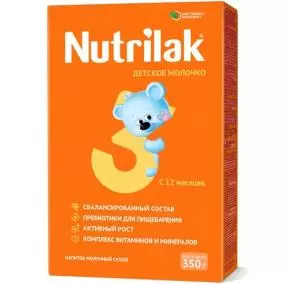 Nutrilak®
ДЕТСКОЕ МОЛОЧКО
3
С 12 МЕСЯЦЕВ
СБАЛАНСИРОВАННЫЙ СОСТАВ
ПРЕБИОТИКИ ДЛЯ ПИЩЕВАРЕНИЯ
АКТИВНЫЙ РОСТ
КОМПЛЕКС ВИТАМИНОВ И МИНЕРАЛОВ
НАПИТОК МОЛОЧНЫЙ СУХОЙ
350 г